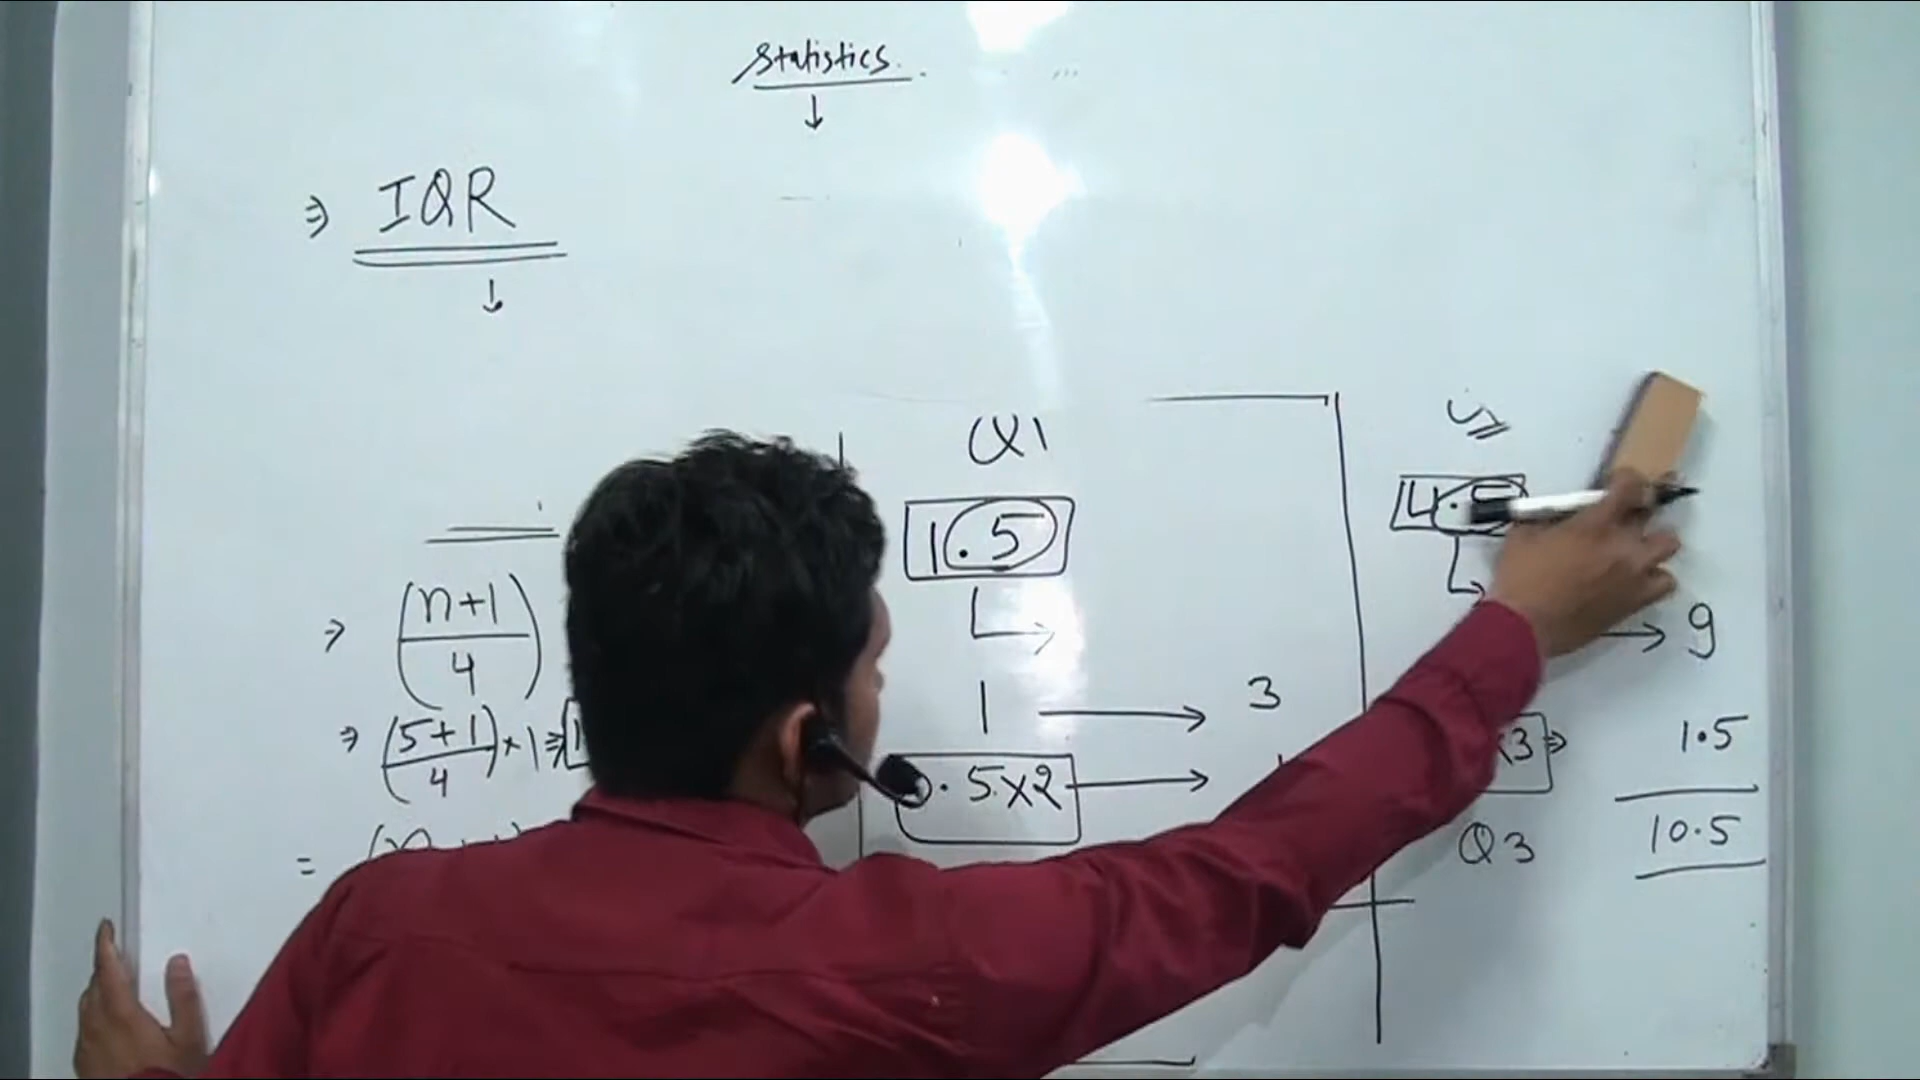 Statistics.
⇒ IQR
Q1
1.5
4.5
⇒ (n+1)/4
→ 9
1 → 3
⇒ (5+1)/4 × 1 ⇒
.5×2 →
×3 ⇒ 1.5
Q3 10.5
=